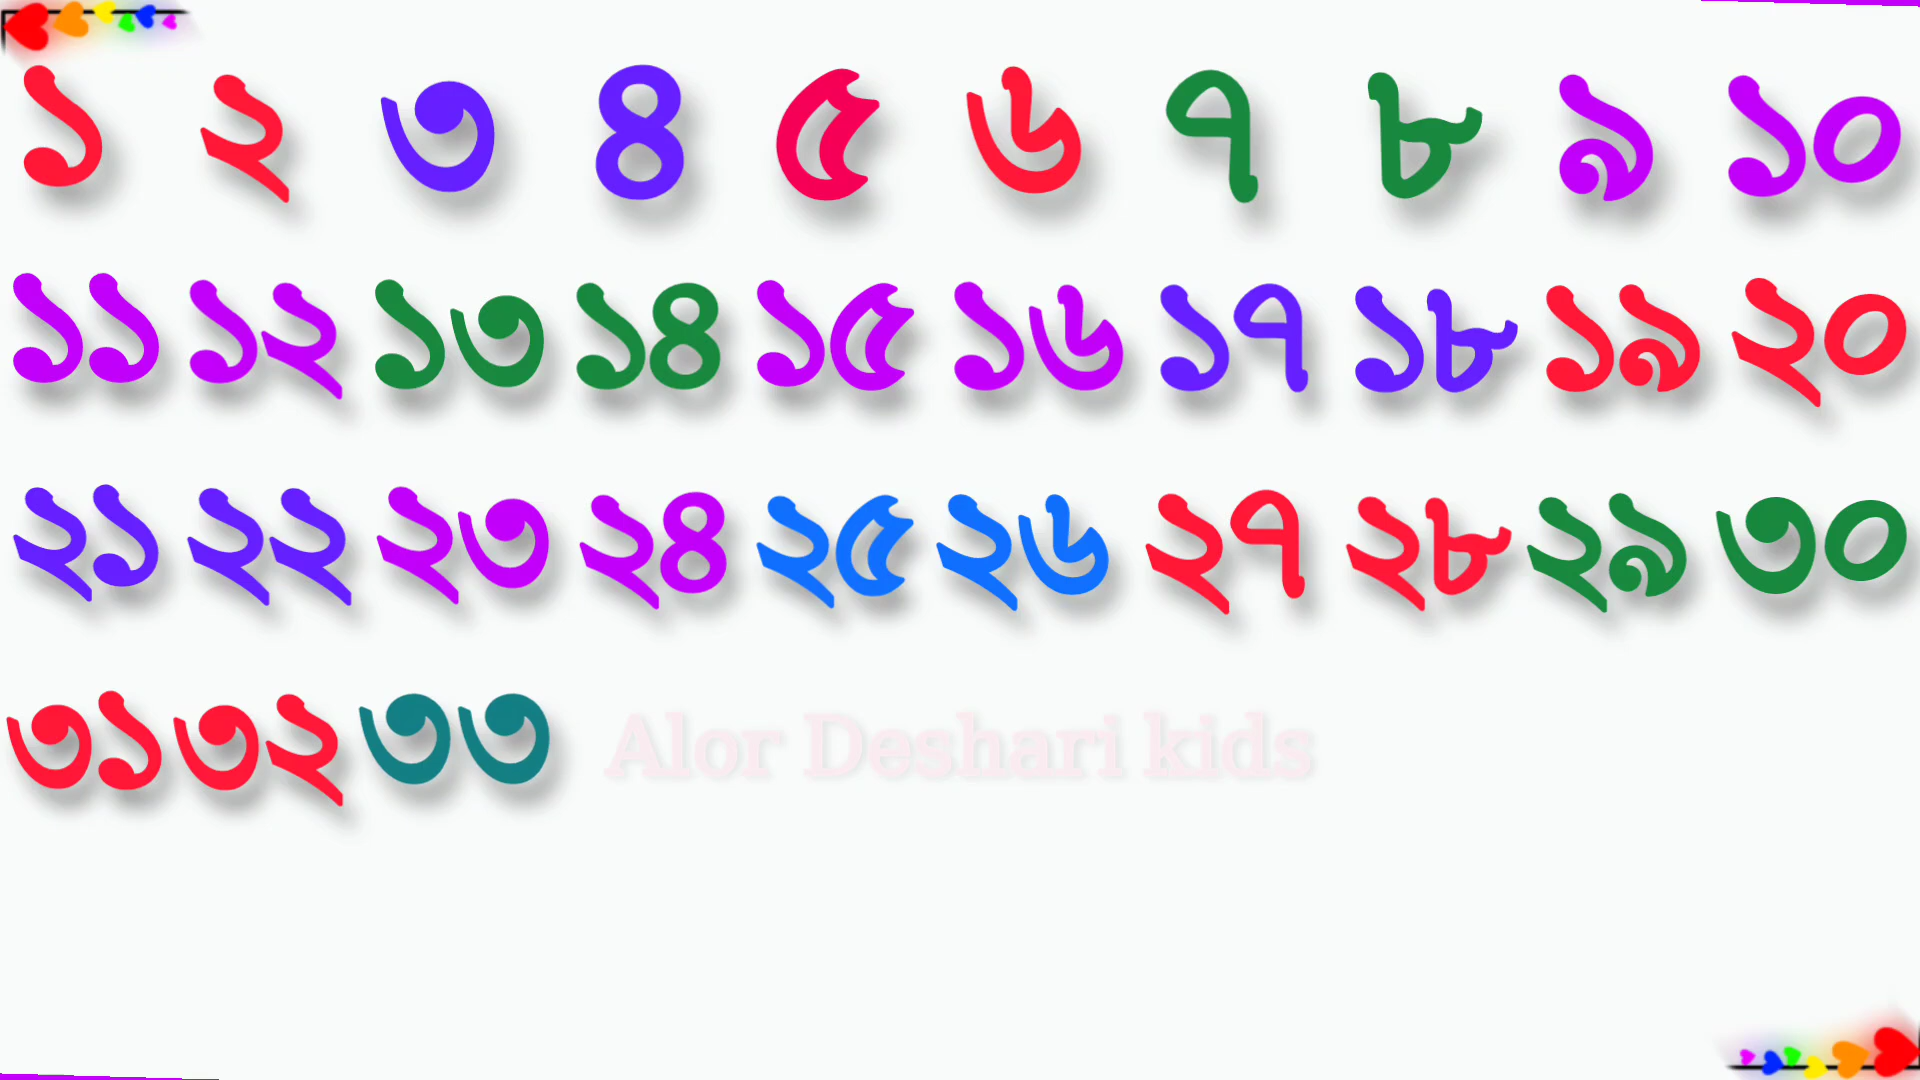 ১ ২ ৩ ৪ ৫ ৬ ৭ ৮ ৯ ১০
১১ ১২ ১৩ ১৪ ১৫ ১৬ ১৭ ১৮ ১৯ ২০
২১ ২২ ২৩ ২৪ ২৫ ২৬ ২৭ ২৮ ২৯ ৩০
৩১ ৩২ ৩৩ Alor Deshari kids